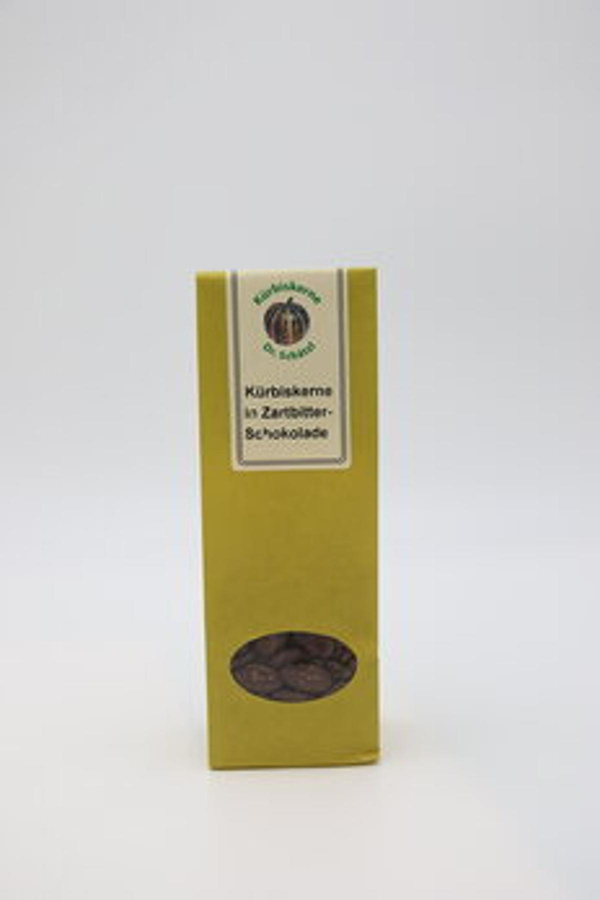 Kürbiskerne
Dr. Schätzl
Kürbiskerne
in Zartbitter-
Schokolade